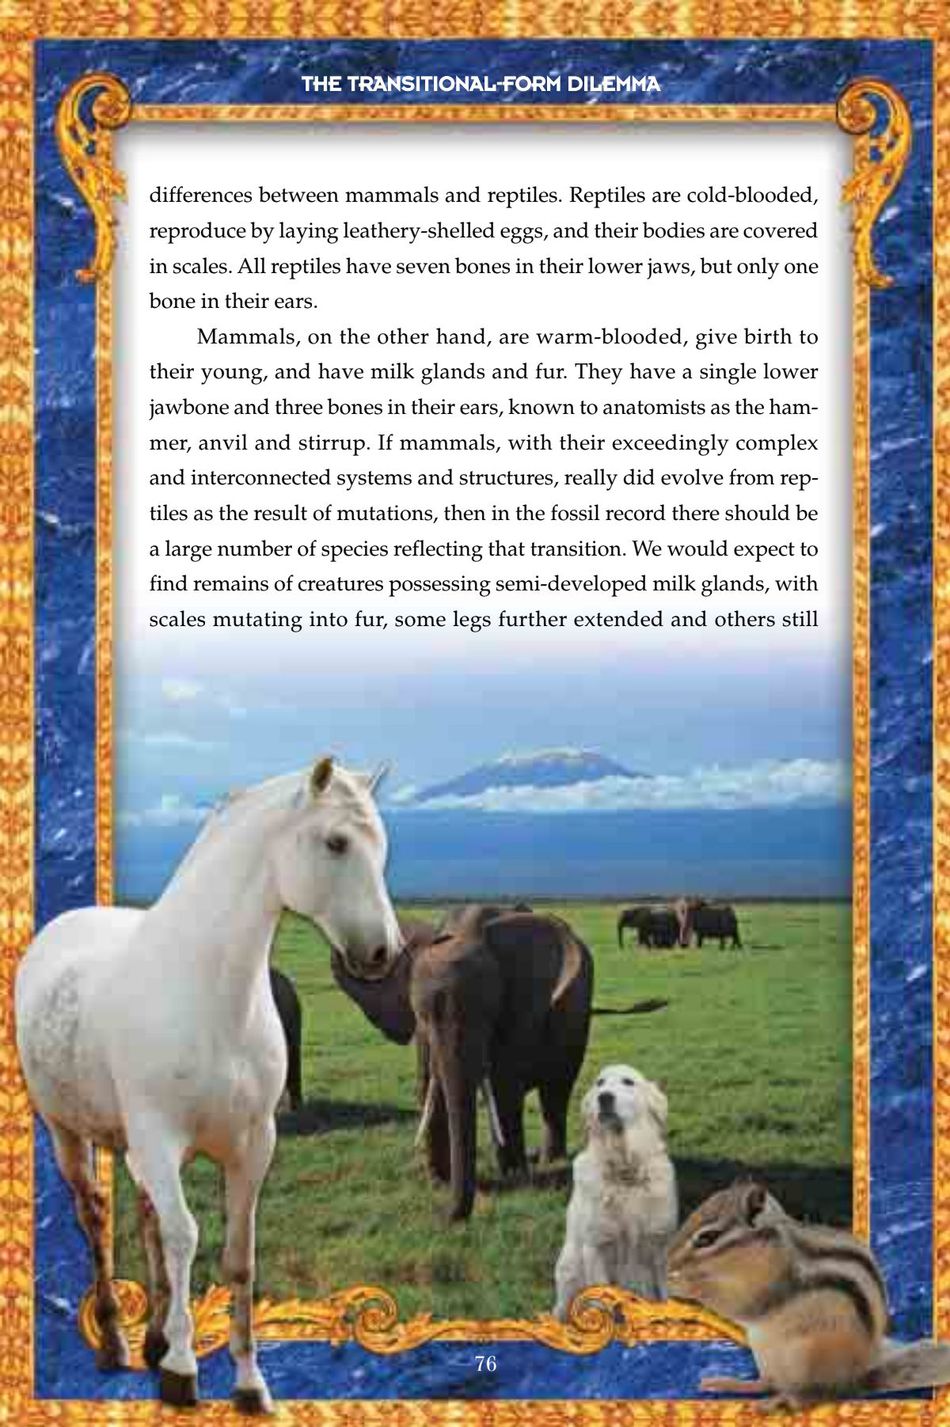 THE TRANSITIONAL-FORM DILEMMA
differences between mammals and reptiles. Reptiles are cold-blooded,
reproduce by laying leathery-shelled eggs, and their bodies are covered
in scales. All reptiles have seven bones in their lower jaws, but only one
bone in their ears.
Mammals, on the other hand, are warm-blooded, give birth to
their young, and have milk glands and fur. They have a single lower
jawbone and three bones in their ears, known to anatomists as the ham-
mer, anvil and stirrup. If mammals, with their exceedingly complex
and interconnected systems and structures, really did evolve from rep-
tiles as the result of mutations, then in the fossil record there should be
a large number of species reflecting that transition. We would expect to
find remains of creatures possessing semi-developed milk glands, with
scales mutating into fur, some legs further extended and others still
76